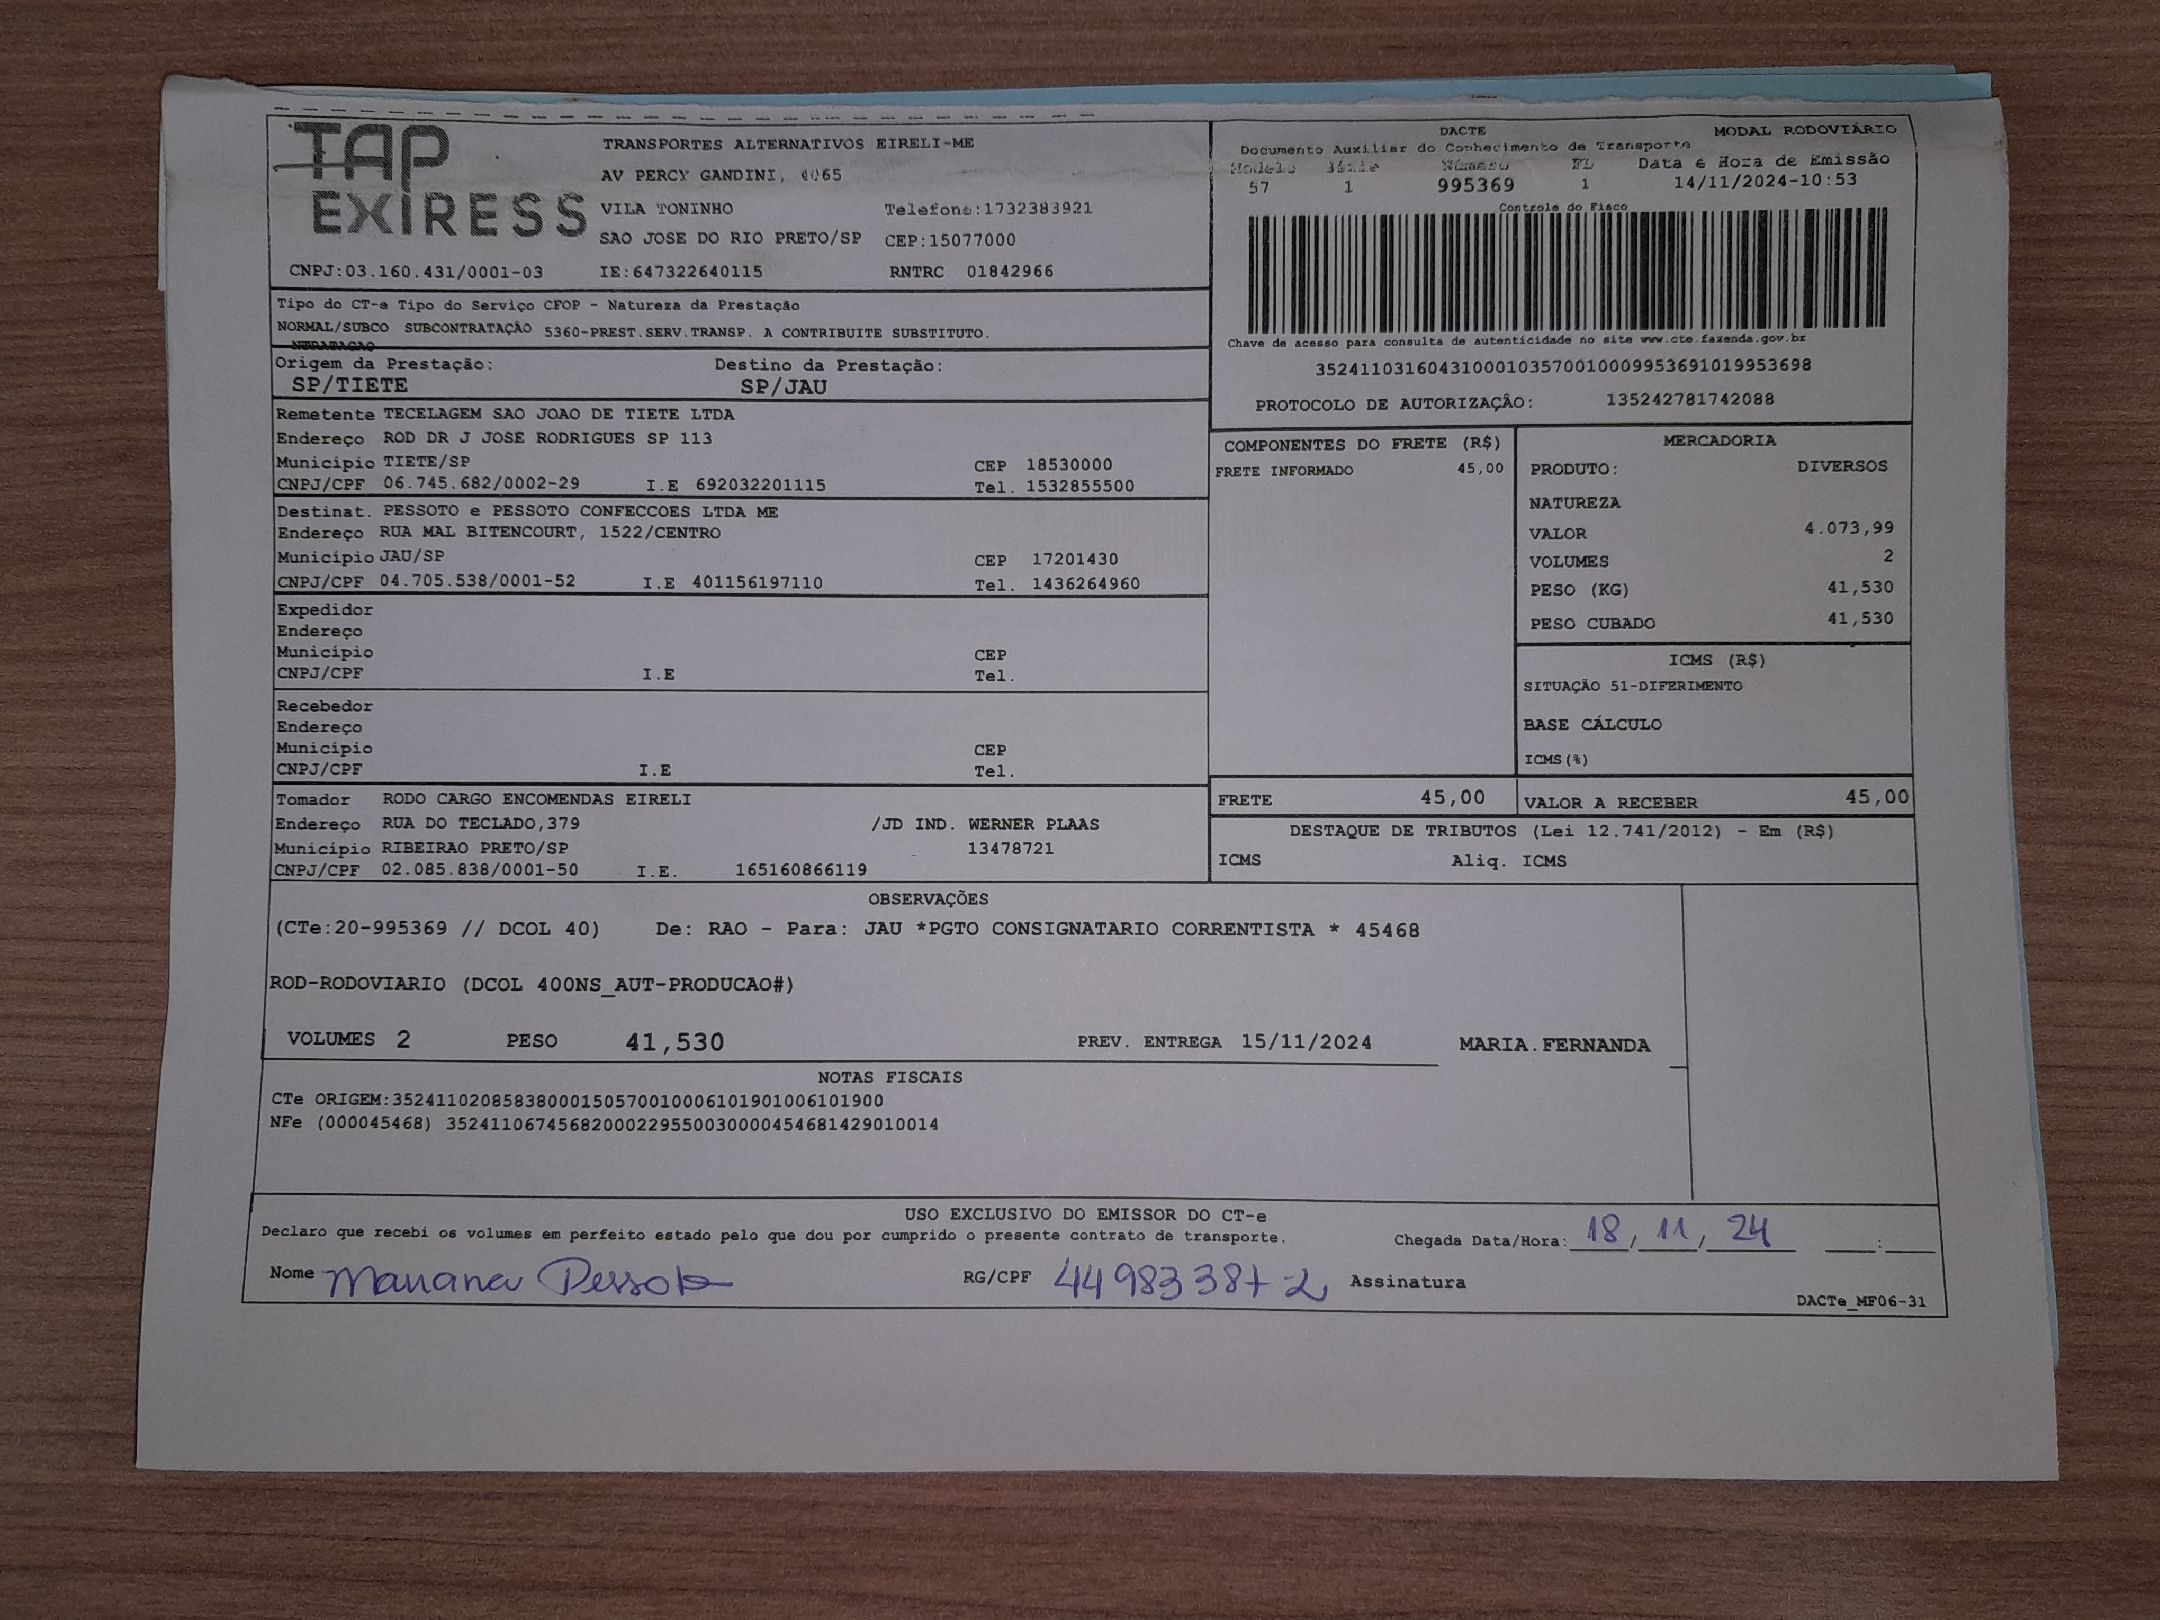 TAP
EXIRESS
TRANSPORTES ALTERNATIVOS EIRELI-ME
AV PERCY GANDINI, 4065
VILA TONINHO Telefone:1732383921
SAO JOSE DO RIO PRETO/SP CEP:15077000
CNPJ:03.160.431/0001-03 IE:647322640115 RNTRC 01842966
DACTE MODAL RODOVIÁRIO
Documento Auxiliar do Conhecimento de Transporte
Modelo Série Número FL Data e Hora de Emissão
57 1 995369 1 14/11/2024-10:53
Controle do Fisco
Chave de acesso para consulta de autenticidade no site www.cte.fazenda.gov.br
35241103160431000103570010009953691019953698
PROTOCOLO DE AUTORIZAÇÃO: 135242781742088
Tipo do CT-e Tipo do Serviço CFOP - Natureza da Prestação
NORMAL/SUBCO SUBCONTRATAÇÃO 5360-PREST.SERV.TRANSP. A CONTRIBUITE SUBSTITUTO.
NTRATAÇAO
Origem da Prestação: Destino da Prestação:
SP/TIETE SP/JAU
Remetente TECELAGEM SAO JOAO DE TIETE LTDA
Endereço ROD DR J JOSE RODRIGUES SP 113
Município TIETE/SP CEP 18530000
CNPJ/CPF 06.745.682/0002-29 I.E 692032201115 Tel. 1532855500
Destinat. PESSOTO e PESSOTO CONFECCOES LTDA ME
Endereço RUA MAL BITENCOURT, 1522/CENTRO
Município JAU/SP CEP 17201430
CNPJ/CPF 04.705.538/0001-52 I.E 401156197110 Tel. 1436264960
Expedidor
Endereço
Município CEP
CNPJ/CPF I.E Tel.
Recebedor
Endereço
Município CEP
CNPJ/CPF I.E Tel.
Tomador RODO CARGO ENCOMENDAS EIRELI
Endereço RUA DO TECLADO,379 /JD IND. WERNER PLAAS
Município RIBEIRAO PRETO/SP 13478721
CNPJ/CPF 02.085.838/0001-50 I.E. 165160866119
COMPONENTES DO FRETE (R$)
FRETE INFORMADO 45,00
MERCADORIA
PRODUTO: DIVERSOS
NATUREZA
VALOR 4.073,99
VOLUMES 2
PESO (KG) 41,530
PESO CUBADO 41,530
ICMS (R$)
SITUAÇÃO 51-DIFERIMENTO
BASE CÁLCULO
ICMS(%)
FRETE 45,00 VALOR A RECEBER 45,00
DESTAQUE DE TRIBUTOS (Lei 12.741/2012) - Em (R$)
ICMS Aliq. ICMS
OBSERVAÇÕES
(CTe:20-995369 // DCOL 40) De: RAO - Para: JAU *PGTO CONSIGNATARIO CORRENTISTA * 45468
ROD-RODOVIARIO (DCOL 400NS_AUT-PRODUCAO#)
VOLUMES 2 PESO 41,530 PREV. ENTREGA 15/11/2024 MARIA.FERNANDA
NOTAS FISCAIS
CTe ORIGEM:35241102085838000150570010006101901006101900
NFe (000045468) 35241106745682000229550030000454681429010014
USO EXCLUSIVO DO EMISSOR DO CT-e
Declaro que recebi os volumes em perfeito estado pelo que dou por cumprido o presente contrato de transporte. Chegada Data/Hora: 18, 11, 24 :
Nome Mariana Pessoto RG/CPF Assinatura
DACTe_MF06-31